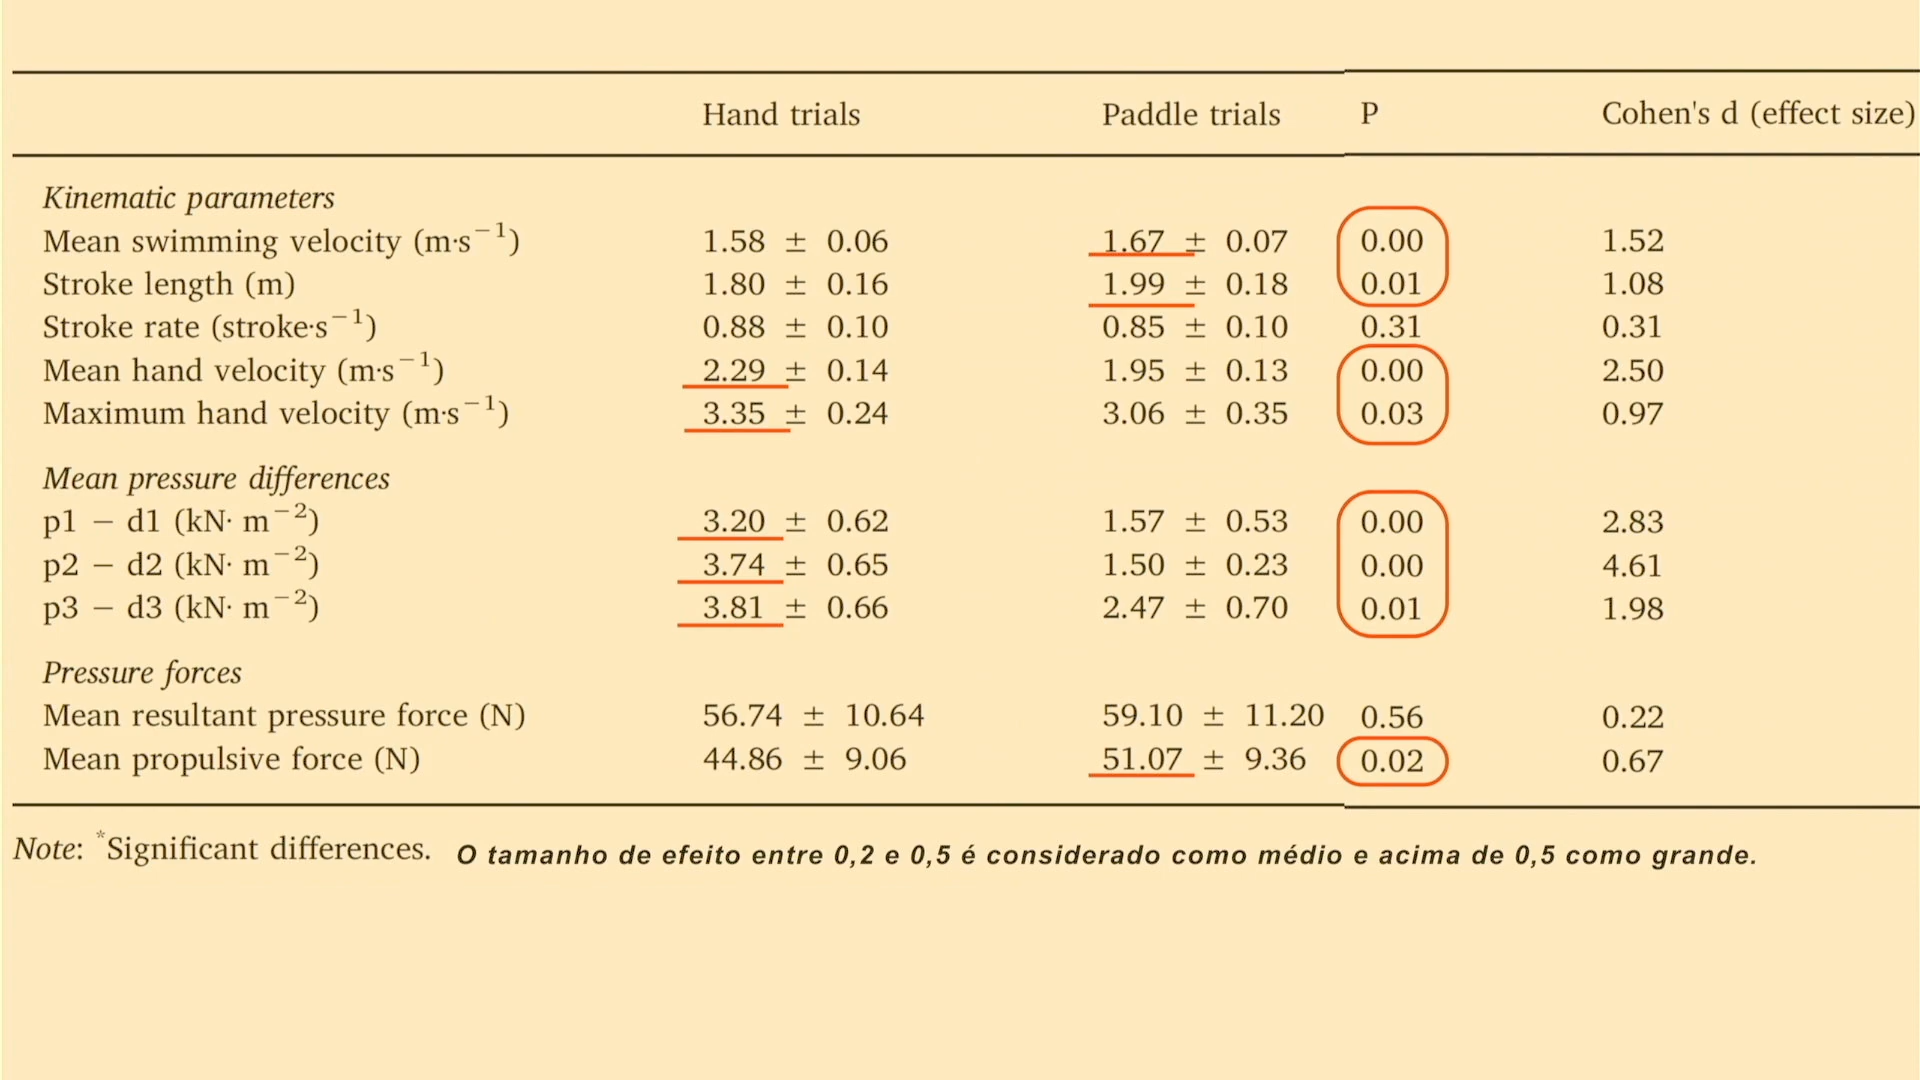 Hand trials Paddle trials P Cohen's d (effect size)
Kinematic parameters
Mean swimming velocity (m·s⁻¹) 1.58 ± 0.06 1.67 ± 0.07 0.00 1.52
Stroke length (m) 1.80 ± 0.16 1.99 ± 0.18 0.01 1.08
Stroke rate (stroke·s⁻¹) 0.88 ± 0.10 0.85 ± 0.10 0.31 0.31
Mean hand velocity (m·s⁻¹) 2.29 ± 0.14 1.95 ± 0.13 0.00 2.50
Maximum hand velocity (m·s⁻¹) 3.35 ± 0.24 3.06 ± 0.35 0.03 0.97
Mean pressure differences
p1 − d1 (kN· m⁻²) 3.20 ± 0.62 1.57 ± 0.53 0.00 2.83
p2 − d2 (kN· m⁻²) 3.74 ± 0.65 1.50 ± 0.23 0.00 4.61
p3 − d3 (kN· m⁻²) 3.81 ± 0.66 2.47 ± 0.70 0.01 1.98
Pressure forces
Mean resultant pressure force (N) 56.74 ± 10.64 59.10 ± 11.20 0.56 0.22
Mean propulsive force (N) 44.86 ± 9.06 51.07 ± 9.36 0.02 0.67
Note: *Significant differences. O tamanho de efeito entre 0,2 e 0,5 é considerado como médio e acima de 0,5 como grande.